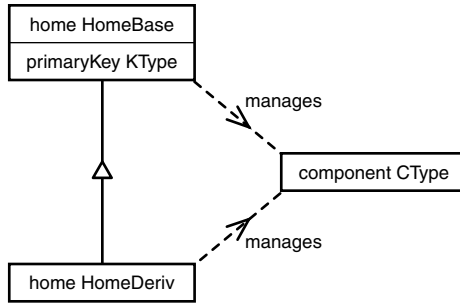 home HomeBase
primaryKey KType
manages
component CType
manages
home HomeDeriv